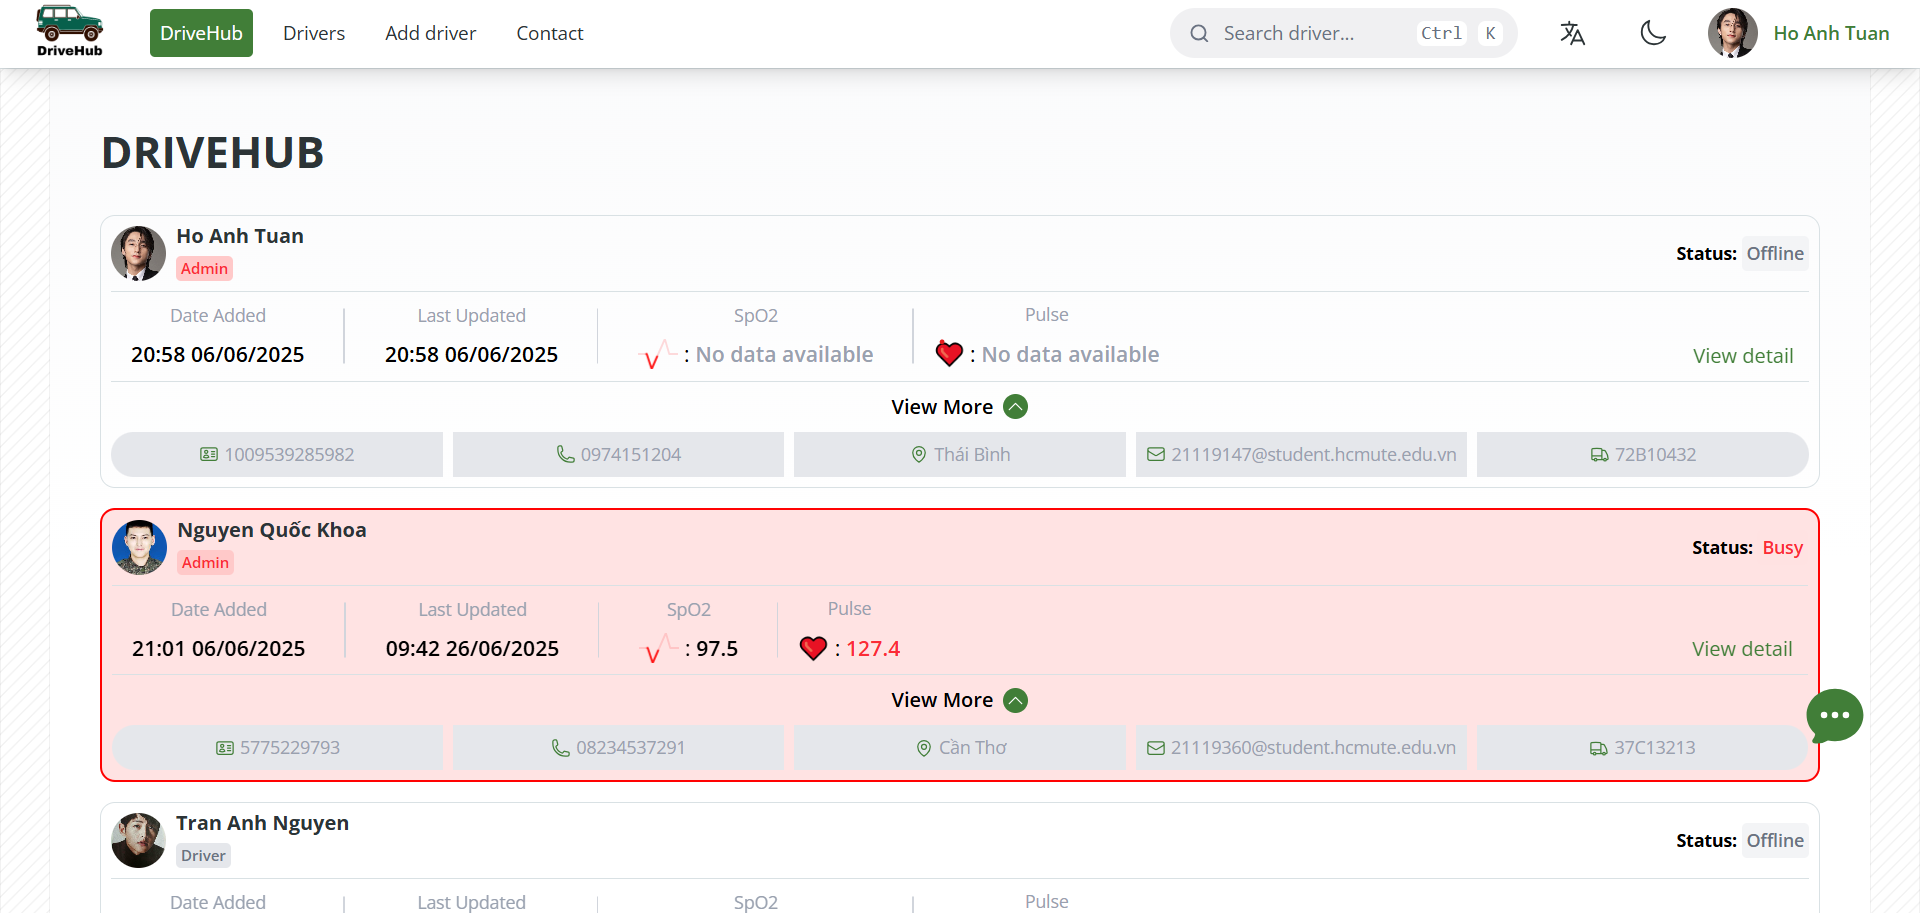 DriveHub
DriveHub Drivers Add driver Contact
Search driver... Ctrl K
Ho Anh Tuan
DRIVEHUB
Ho Anh Tuan
Admin
Status: Offline
Date Added Last Updated SpO2 Pulse
20:58 06/06/2025 20:58 06/06/2025 : No data available : No data available
View detail
View More
1009539285982 0974151204 Thái Bình 21119147@student.hcmute.edu.vn 72B10432
Nguyen Quốc Khoa
Admin
Status: Busy
Date Added Last Updated SpO2 Pulse
21:01 06/06/2025 09:42 26/06/2025 : 97.5 : 127.4
View detail
View More
5775229793 08234537291 Cần Thơ 21119360@student.hcmute.edu.vn 37C13213
Tran Anh Nguyen
Driver
Status: Offline
Date Added Last Updated SpO2 Pulse